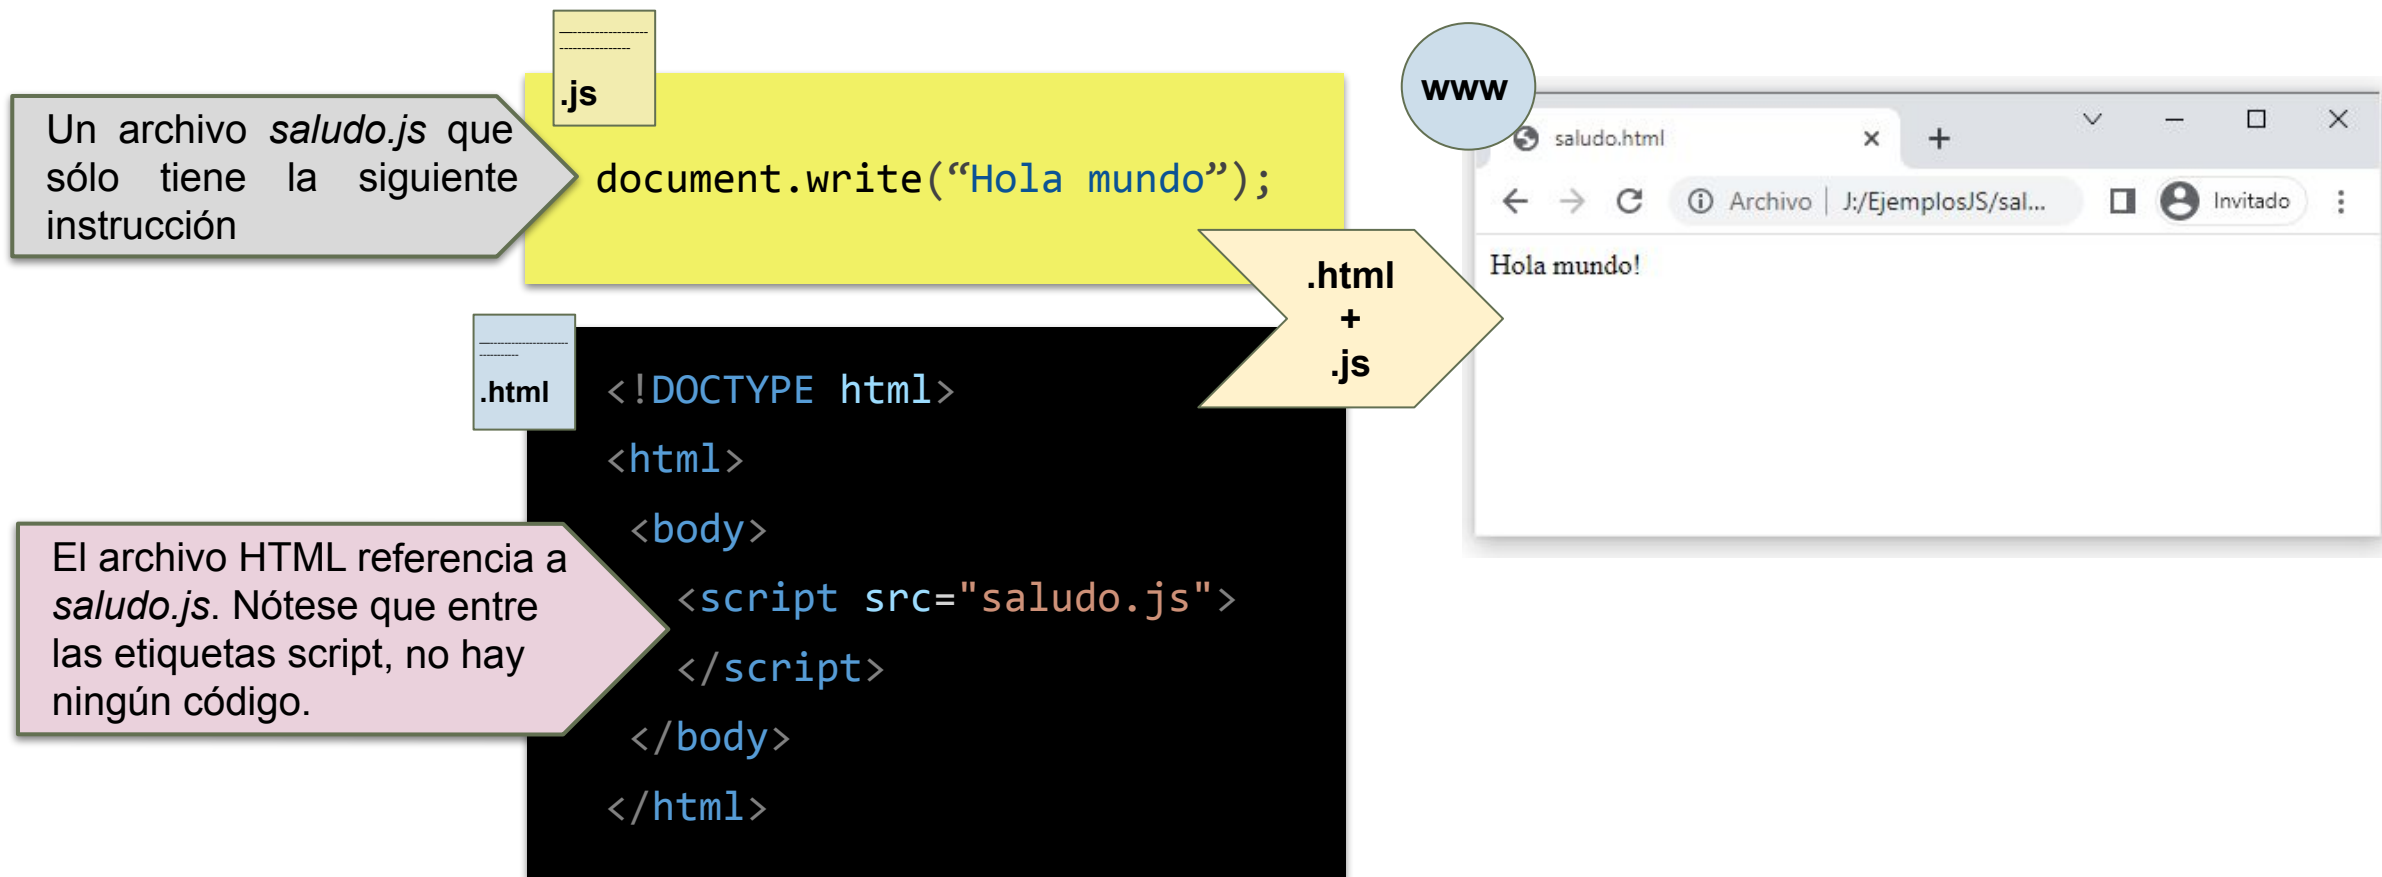 .js
Un archivo saludo.js que
sólo tiene la siguiente
instrucción
document.write(“Hola mundo”);
.html
<!DOCTYPE html>
<html>
<body>
<script src="saludo.js">
</script>
</body>
</html>
El archivo HTML referencia a
saludo.js. Nótese que entre
las etiquetas script, no hay
ningún código.
.html
+
.js
www
saludo.html
Archivo | J:/EjemplosJS/sal... Invitado
Hola mundo!